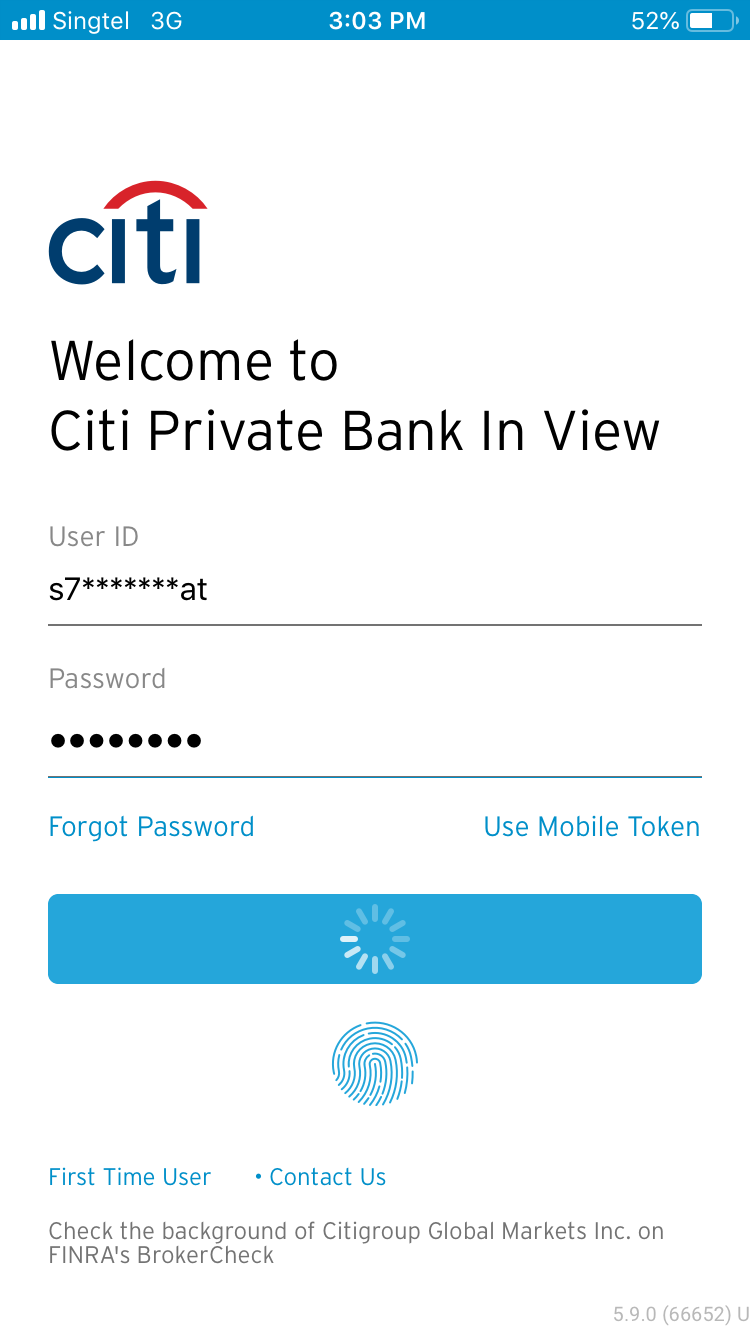 Singtel 3G 3:03 PM 52%
citi
Welcome to
Citi Private Bank In View
User ID
s7*******at
Password
••••••••
Forgot Password Use Mobile Token
First Time User • Contact Us
Check the background of Citigroup Global Markets Inc. on
FINRA's BrokerCheck
5.9.0 (66652) U